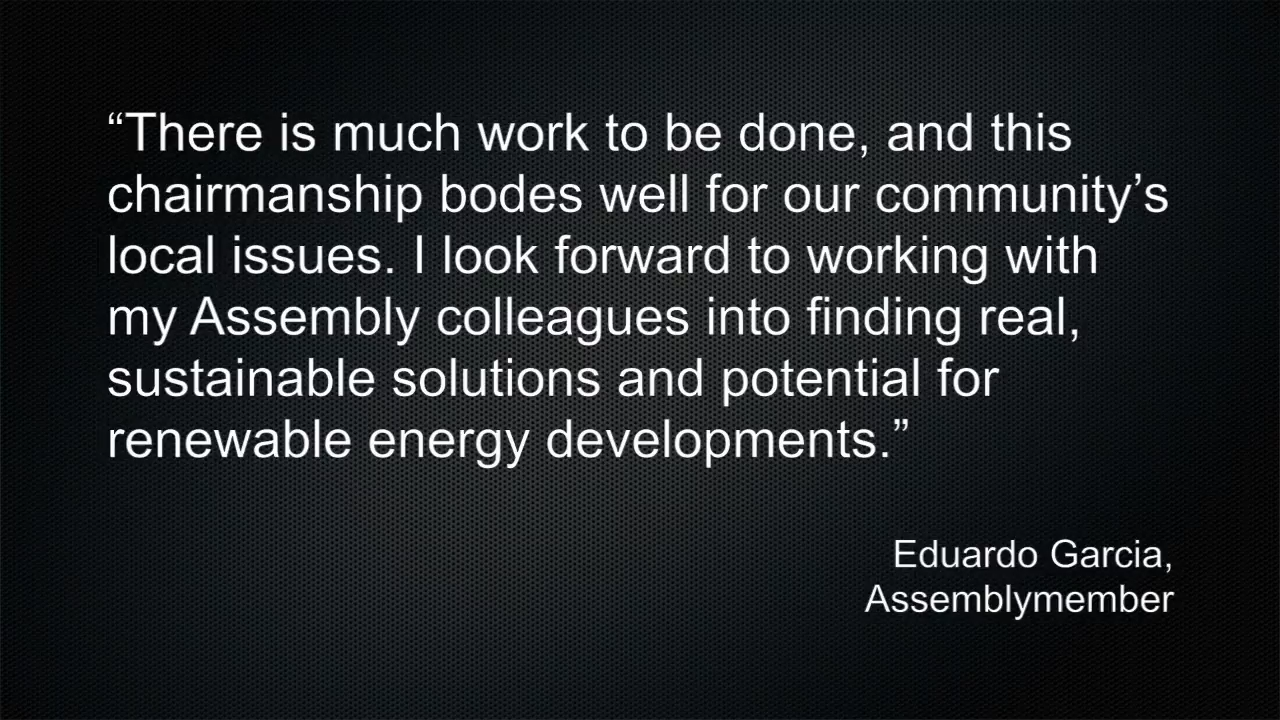 “There is much work to be done, and this
chairmanship bodes well for our community’s
local issues. I look forward to working with
my Assembly colleagues into finding real,
sustainable solutions and potential for
renewable energy developments.”
Eduardo Garcia,
Assemblymember